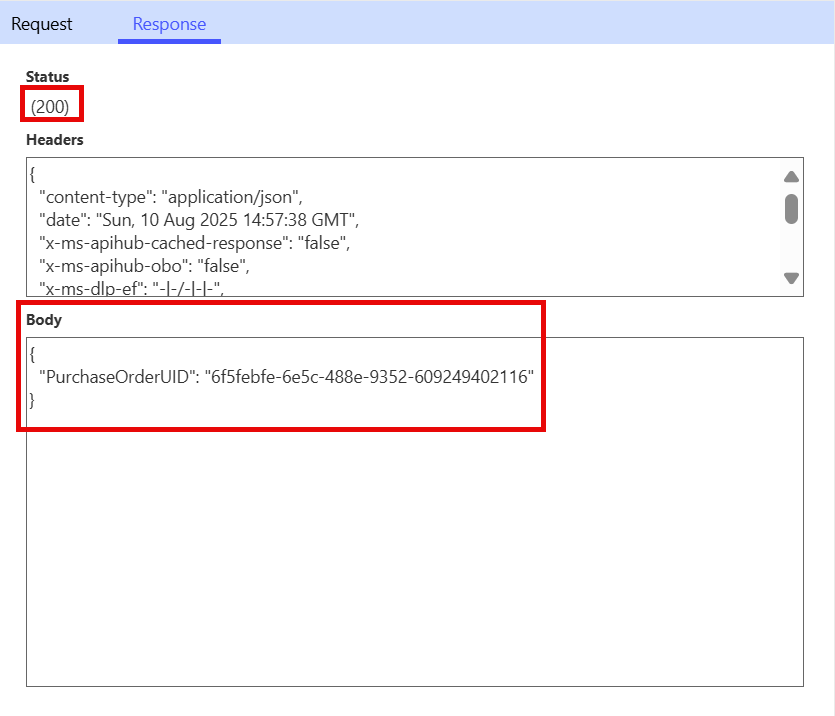 Request Response
Status
(200)
Headers
{
"content-type": "application/json",
"date": "Sun, 10 Aug 2025 14:57:38 GMT",
"x-ms-apihub-cached-response": "false",
"x-ms-apihub-obo": "false",
"x-ms-dlp-ef": "-|-/-|-|-",
Body
{
"PurchaseOrderUID": "6f5febfe-6e5c-488e-9352-609249402116"
}